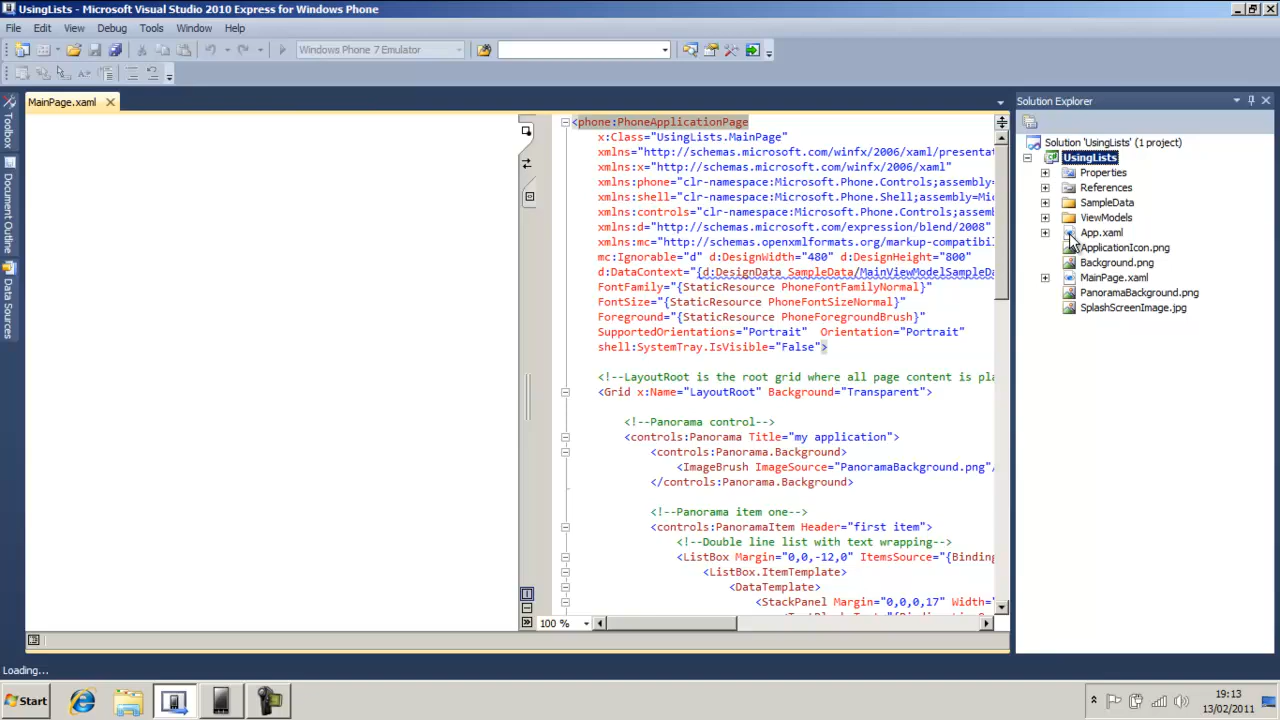 UsingLists - Microsoft Visual Studio 2010 Express for Windows Phone
File Edit View Debug Tools Window Help
Windows Phone 7 Emulator
MainPage.xaml
Toolbox
Document Outline
Data Sources
<phone:PhoneApplicationPage
x:Class="UsingLists.MainPage"
xmlns="http://schemas.microsoft.com/winfx/2006/xaml/presentat
xmlns:x="http://schemas.microsoft.com/winfx/2006/xaml"
xmlns:phone="clr-namespace:Microsoft.Phone.Controls;assembly=
xmlns:shell="clr-namespace:Microsoft.Phone.Shell;assembly=Mic
xmlns:controls="clr-namespace:Microsoft.Phone.Controls;assemb
xmlns:d="http://schemas.microsoft.com/expression/blend/2008"
xmlns:mc="http://schemas.openxmlformats.org/markup-compatibil
mc:Ignorable="d" d:DesignWidth="480" d:DesignHeight="800"
d:DataContext="{d:DesignData SampleData/MainViewModelSampleDa
FontFamily="{StaticResource PhoneFontFamilyNormal}"
FontSize="{StaticResource PhoneFontSizeNormal}"
Foreground="{StaticResource PhoneForegroundBrush}"
SupportedOrientations="Portrait" Orientation="Portrait"
shell:SystemTray.IsVisible="False">
<!--LayoutRoot is the root grid where all page content is pla
<Grid x:Name="LayoutRoot" Background="Transparent">
<!--Panorama control-->
<controls:Panorama Title="my application">
<controls:Panorama.Background>
<ImageBrush ImageSource="PanoramaBackground.png"/
</controls:Panorama.Background>
<!--Panorama item one-->
<controls:PanoramaItem Header="first item">
<!--Double line list with text wrapping-->
<ListBox Margin="0,0,-12,0" ItemsSource="{Binding
<ListBox.ItemTemplate>
<DataTemplate>
<StackPanel Margin="0,0,0,17" Width="
100 %
Solution Explorer
Solution 'UsingLists' (1 project)
UsingLists
Properties
References
SampleData
ViewModels
App.xaml
ApplicationIcon.png
Background.png
MainPage.xaml
PanoramaBackground.png
SplashScreenImage.jpg
Loading...
Start
19:13
13/02/2011